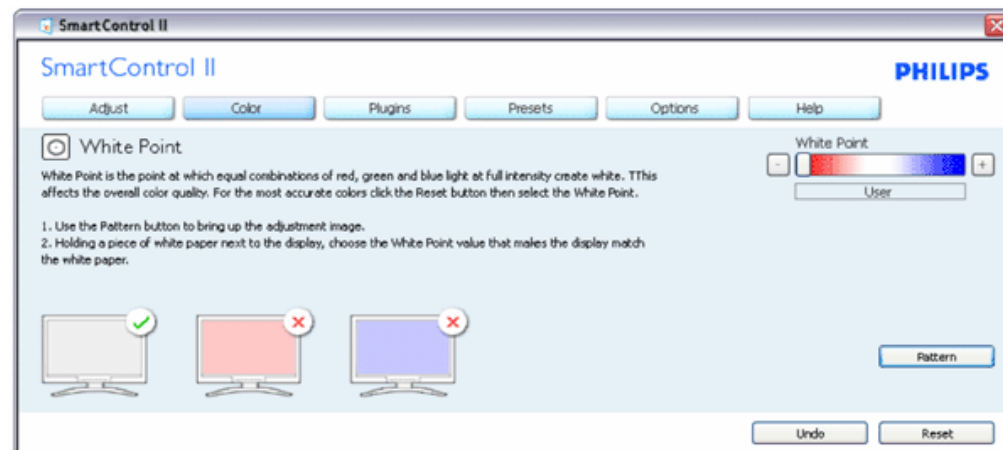 SmartControl II
SmartControl II
PHILIPS
Adjust Color Plugins Presets Options Help
White Point
White Point is the point at which equal combinations of red, green and blue light at full intensity create white. TThis
affects the overall color quality. For the most accurate colors click the Reset button then select the White Point.
1. Use the Pattern button to bring up the adjustment image.
2. Holding a piece of white paper next to the display, choose the White Point value that makes the display match
the white paper.
White Point
- +
User
Pattern
Undo Reset